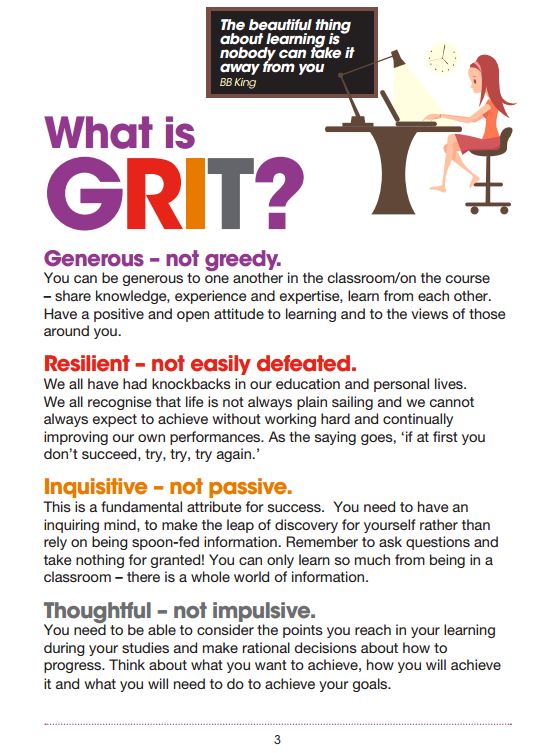 The beautiful thing
about learning is
nobody can take it
away from you
BB King
What is
GRIT?
Generous – not greedy.
You can be generous to one another in the classroom/on the course
– share knowledge, experience and expertise, learn from each other.
Have a positive and open attitude to learning and to the views of those
around you.
Resilient – not easily defeated.
We all have had knockbacks in our education and personal lives.
We all recognise that life is not always plain sailing and we cannot
always expect to achieve without working hard and continually
improving our own performances. As the saying goes, ‘if at first you
don’t succeed, try, try, try again.’
Inquisitive – not passive.
This is a fundamental attribute for success.  You need to have an
inquiring mind, to make the leap of discovery for yourself rather than
rely on being spoon-fed information. Remember to ask questions and
take nothing for granted! You can only learn so much from being in a
classroom – there is a whole world of information.
Thoughtful – not impulsive.
You need to be able to consider the points you reach in your learning
during your studies and make rational decisions about how to
progress. Think about what you want to achieve, how you will achieve
it and what you will need to do to achieve your goals.
3